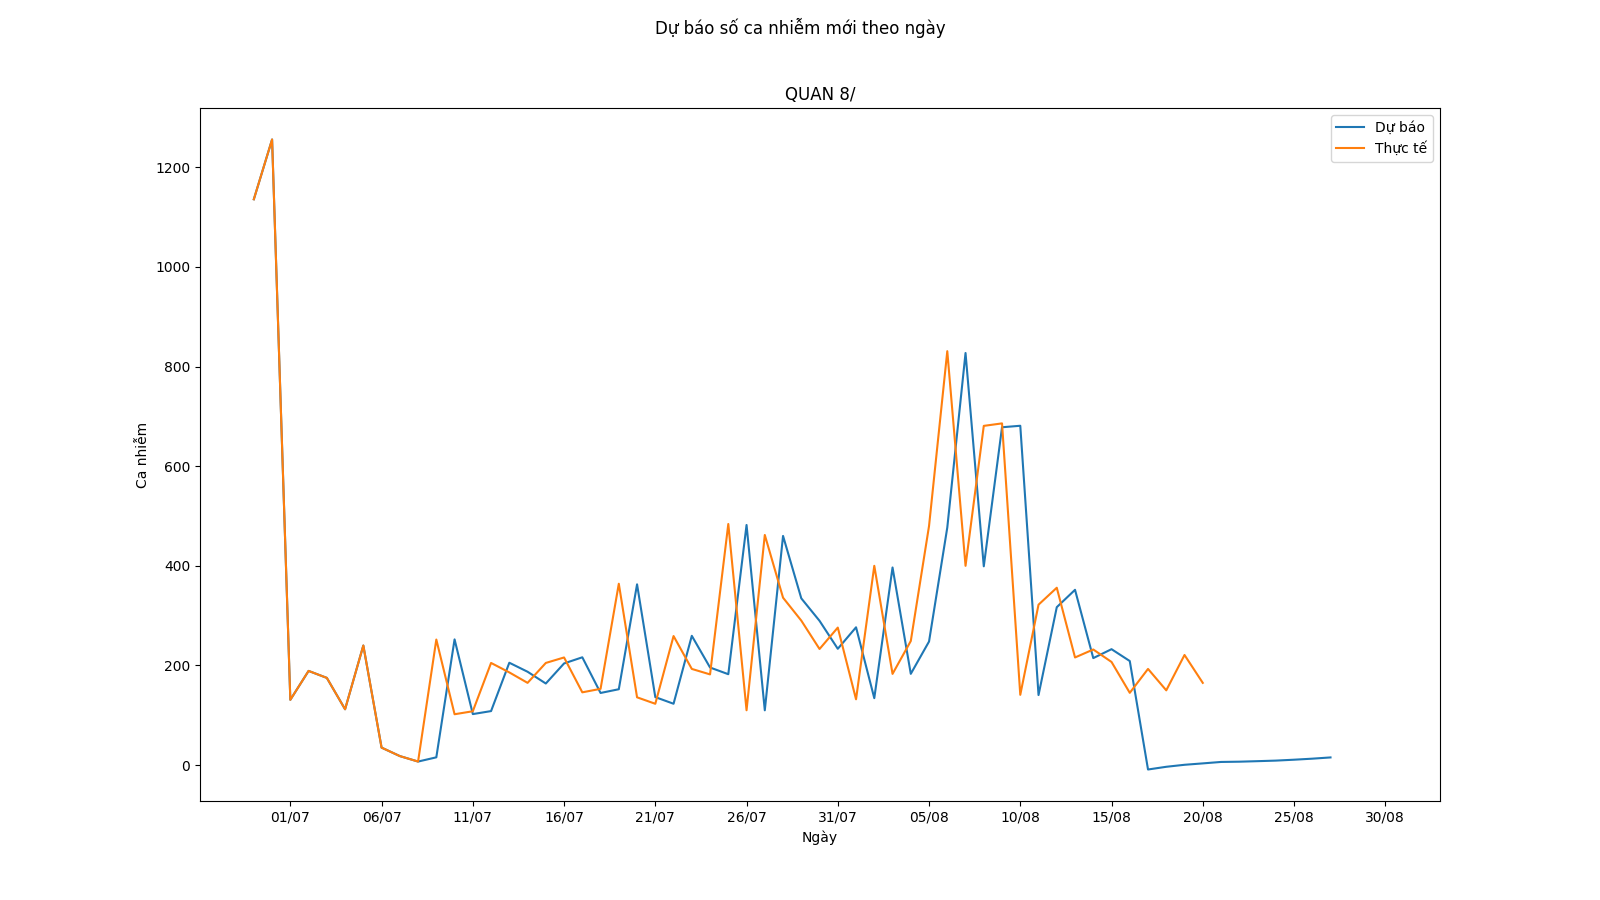 Dự báo số ca nhiễm mới theo ngày
QUAN 8/
Dự báo
Thực tế
1200
1000
800
600
400
200
0
Ca nhiễm
01/07 06/07 11/07 16/07 21/07 26/07 31/07 05/08 10/08 15/08 20/08 25/08 30/08
Ngày